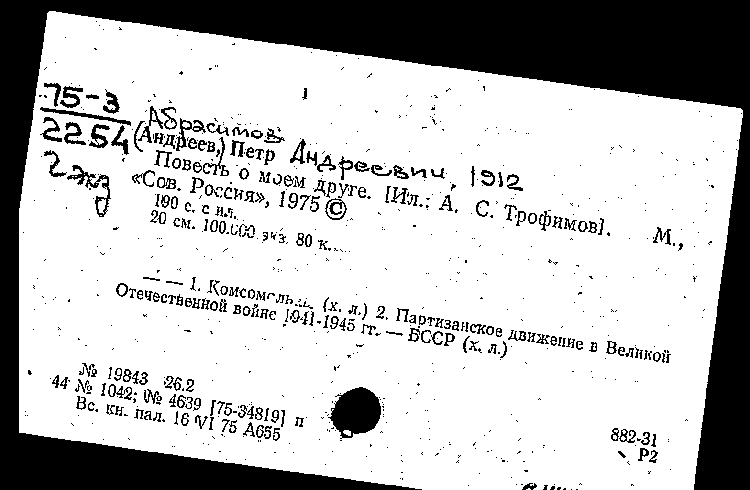 75-3
2254
2 экз
Абрасимов
(Андреев,) Петр Андреевич, 1912
Повесть о моем друге. [Ил.: А. С. Трофимов]. М.,
«Сов. Россия», 1975 ©
190 с. с ил.
20 см. 100.000 экз. 80 к.
— — 1. (х. л.) 2. Партизанское движение в Великой
Отечественной войне 1941-1945 гг. — БССР (х. л.)
№ 19843 26.2
44 № 1042; № 4639 [75-34819] п
Вс. кн. пал. 16 VI 75 А655
882-31
Р2